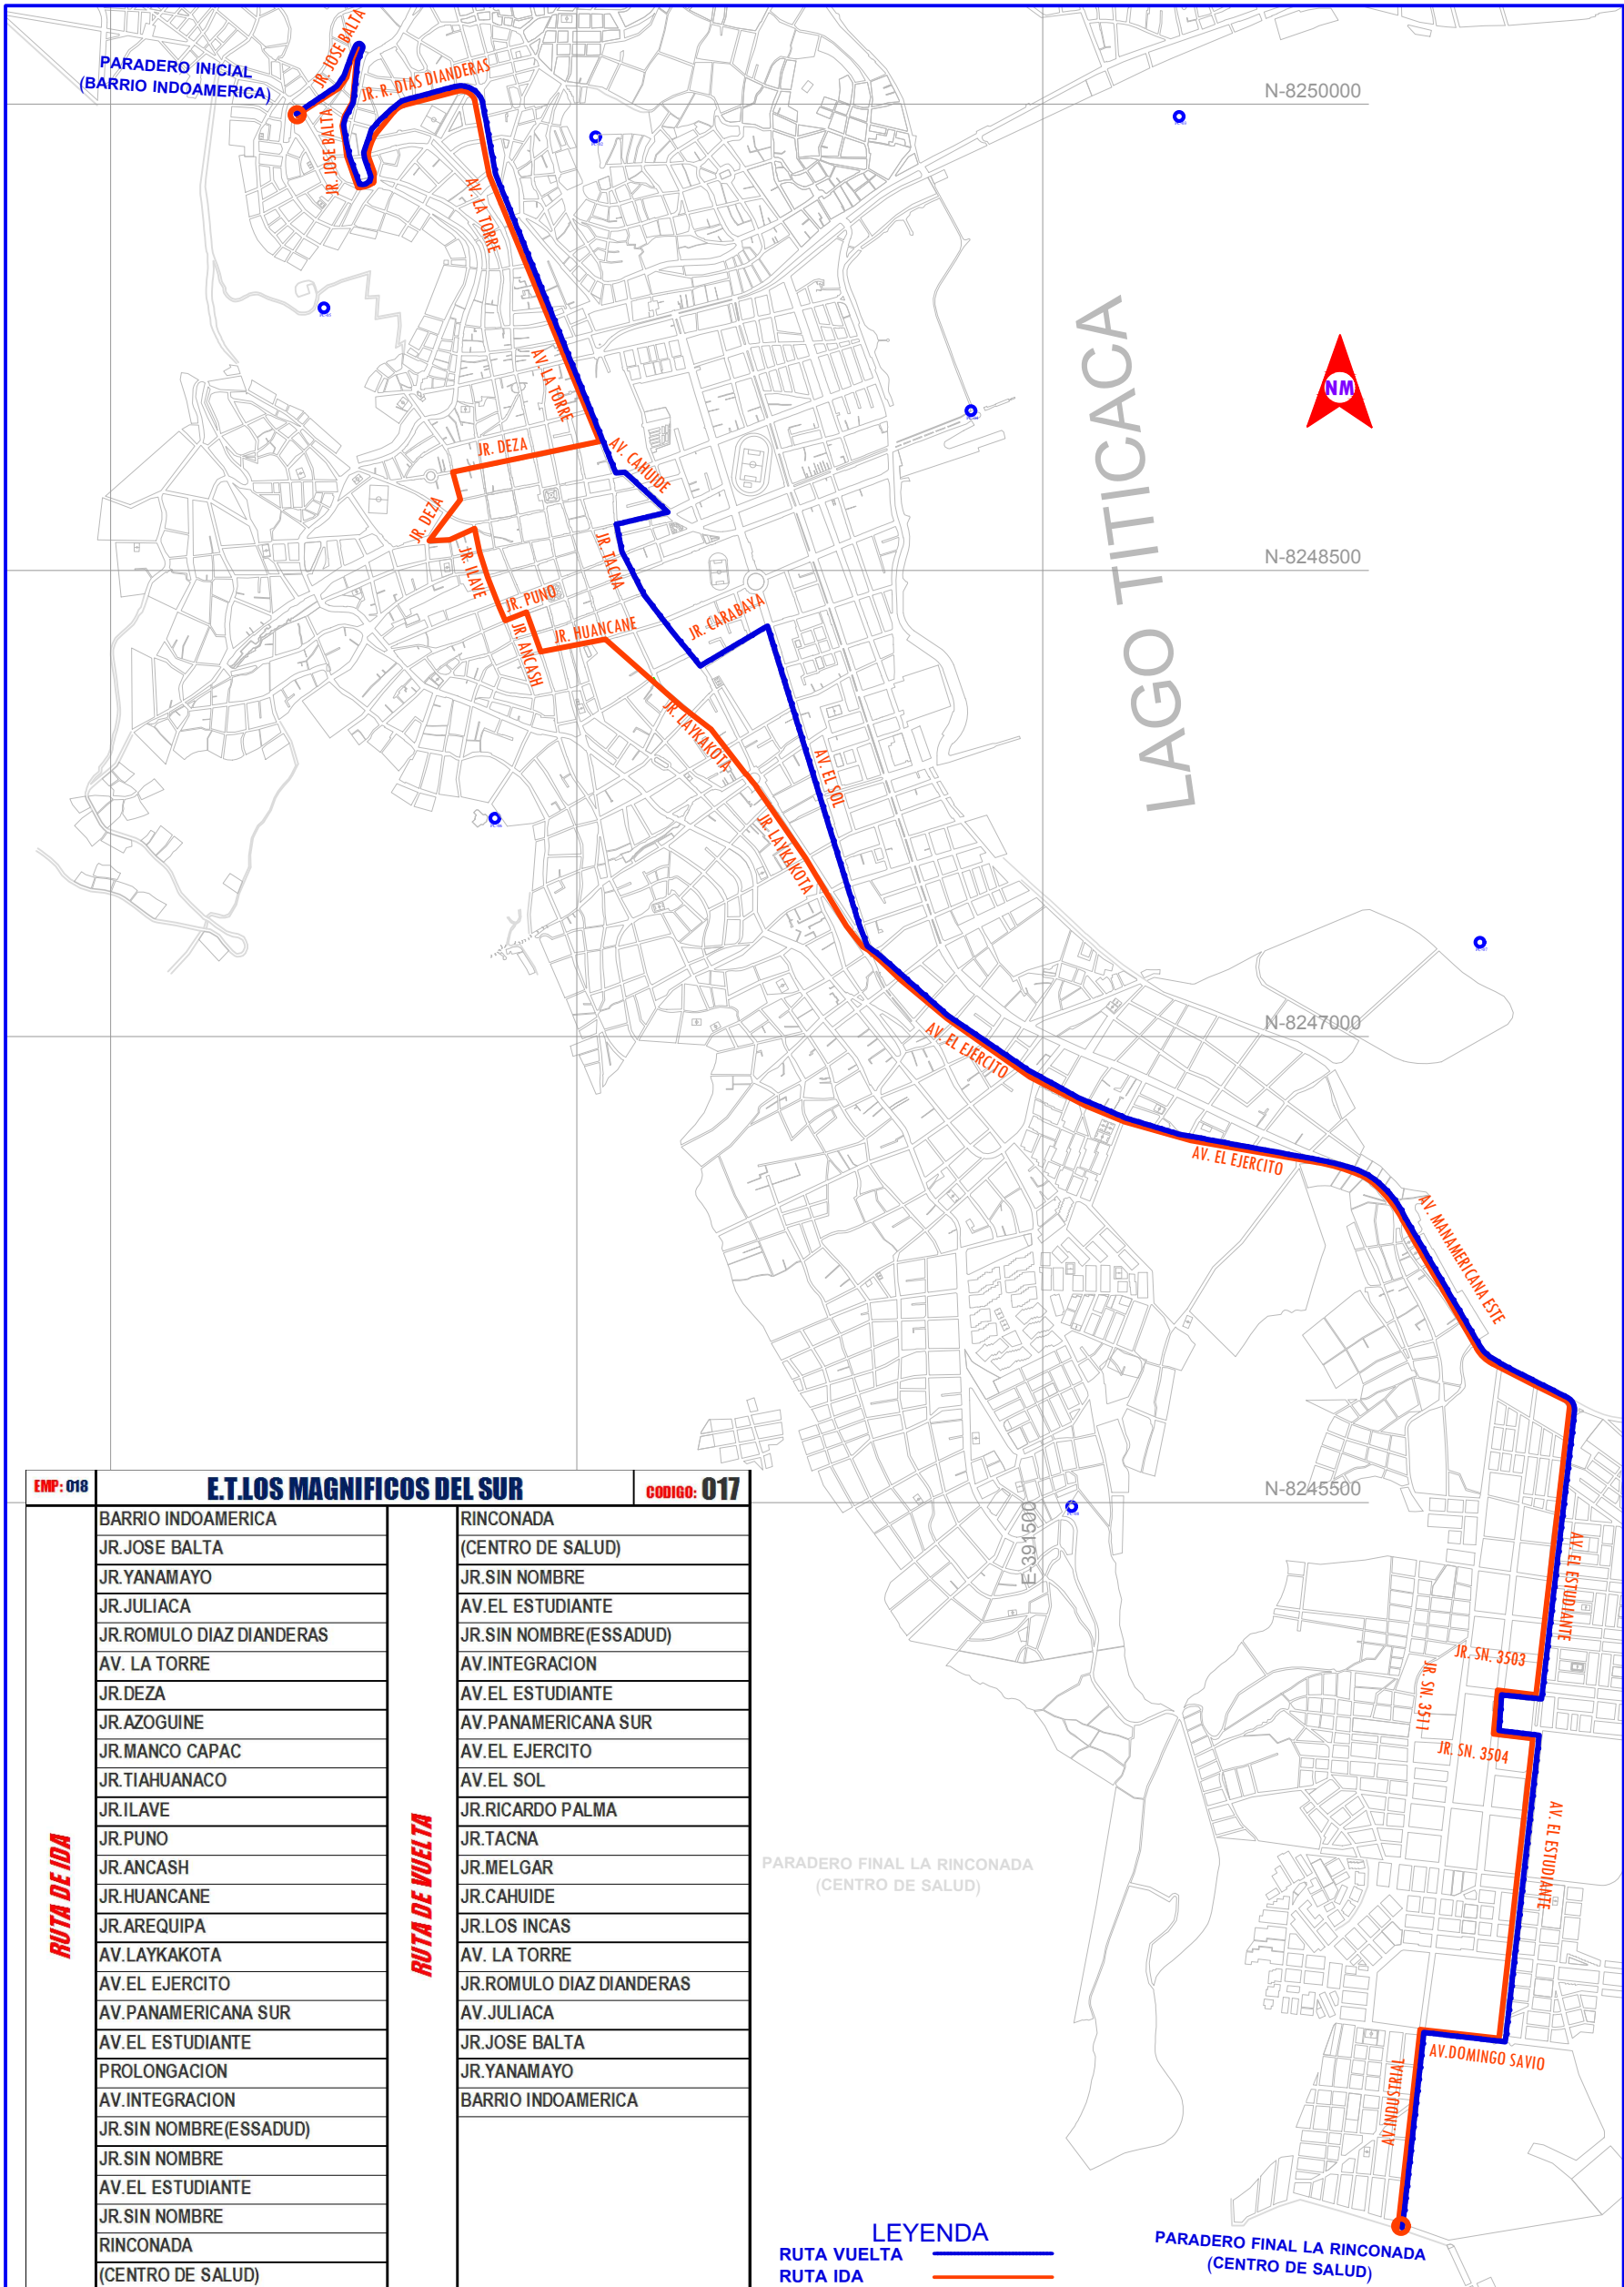 PARADERO INICIAL
(BARRIO INDOAMERICA)
JR. JOSE BALTA
JR. R. DIAS DIANDERAS
JR. JOSE BALTA
AV. LA TORRE
AV. LA TORRE
JR. DEZA
AV. CAHUIDE
JR. DEZA
JR. ILAVE
JR. TACNA
JR. PUNO
JR. ANCASH
JR. HUANCANE
JR. CARABAYA
JR. LAYKAKOTA
AV. EL SOL
JR. LAYKAKOTA
N-8250000
LAGO TITICACA
NM
N-8248500
N-8247000
AV. EL EJERCITO
AV. EL EJERCITO
AV. MANAMERICANA ESTE
N-8245500
E-391500
AV. EL ESTUDIANTE
JR. SN. 3503
JR. SN. 3511
JR. SN. 3504
AV. EL ESTUDIANTE
AV.DOMINGO SAVIO
AV.INDUSTRIAL
PARADERO FINAL LA RINCONADA
(CENTRO DE SALUD)
EMP: 018
E.T.LOS MAGNIFICOS DEL SUR
CODIGO: 017
RUTA DE IDA
BARRIO INDOAMERICA
JR.JOSE BALTA
JR.YANAMAYO
JR.JULIACA
JR.ROMULO DIAZ DIANDERAS
AV. LA TORRE
JR.DEZA
JR.AZOGUINE
JR.MANCO CAPAC
JR.TIAHUANACO
JR.ILAVE
JR.PUNO
JR.ANCASH
JR.HUANCANE
JR.AREQUIPA
AV.LAYKAKOTA
AV.EL EJERCITO
AV.PANAMERICANA SUR
AV.EL ESTUDIANTE
PROLONGACION
AV.INTEGRACION
JR.SIN NOMBRE(ESSADUD)
JR.SIN NOMBRE
AV.EL ESTUDIANTE
JR.SIN NOMBRE
RINCONADA
(CENTRO DE SALUD)
RUTA DE VUELTA
RINCONADA
(CENTRO DE SALUD)
JR.SIN NOMBRE
AV.EL ESTUDIANTE
JR.SIN NOMBRE(ESSADUD)
AV.INTEGRACION
AV.EL ESTUDIANTE
AV.PANAMERICANA SUR
AV.EL EJERCITO
AV.EL SOL
JR.RICARDO PALMA
JR.TACNA
JR.MELGAR
JR.CAHUIDE
JR.LOS INCAS
AV. LA TORRE
JR.ROMULO DIAZ DIANDERAS
AV.JULIACA
JR.JOSE BALTA
JR.YANAMAYO
BARRIO INDOAMERICA
LEYENDA
RUTA VUELTA
RUTA IDA
PARADERO FINAL LA RINCONADA
(CENTRO DE SALUD)